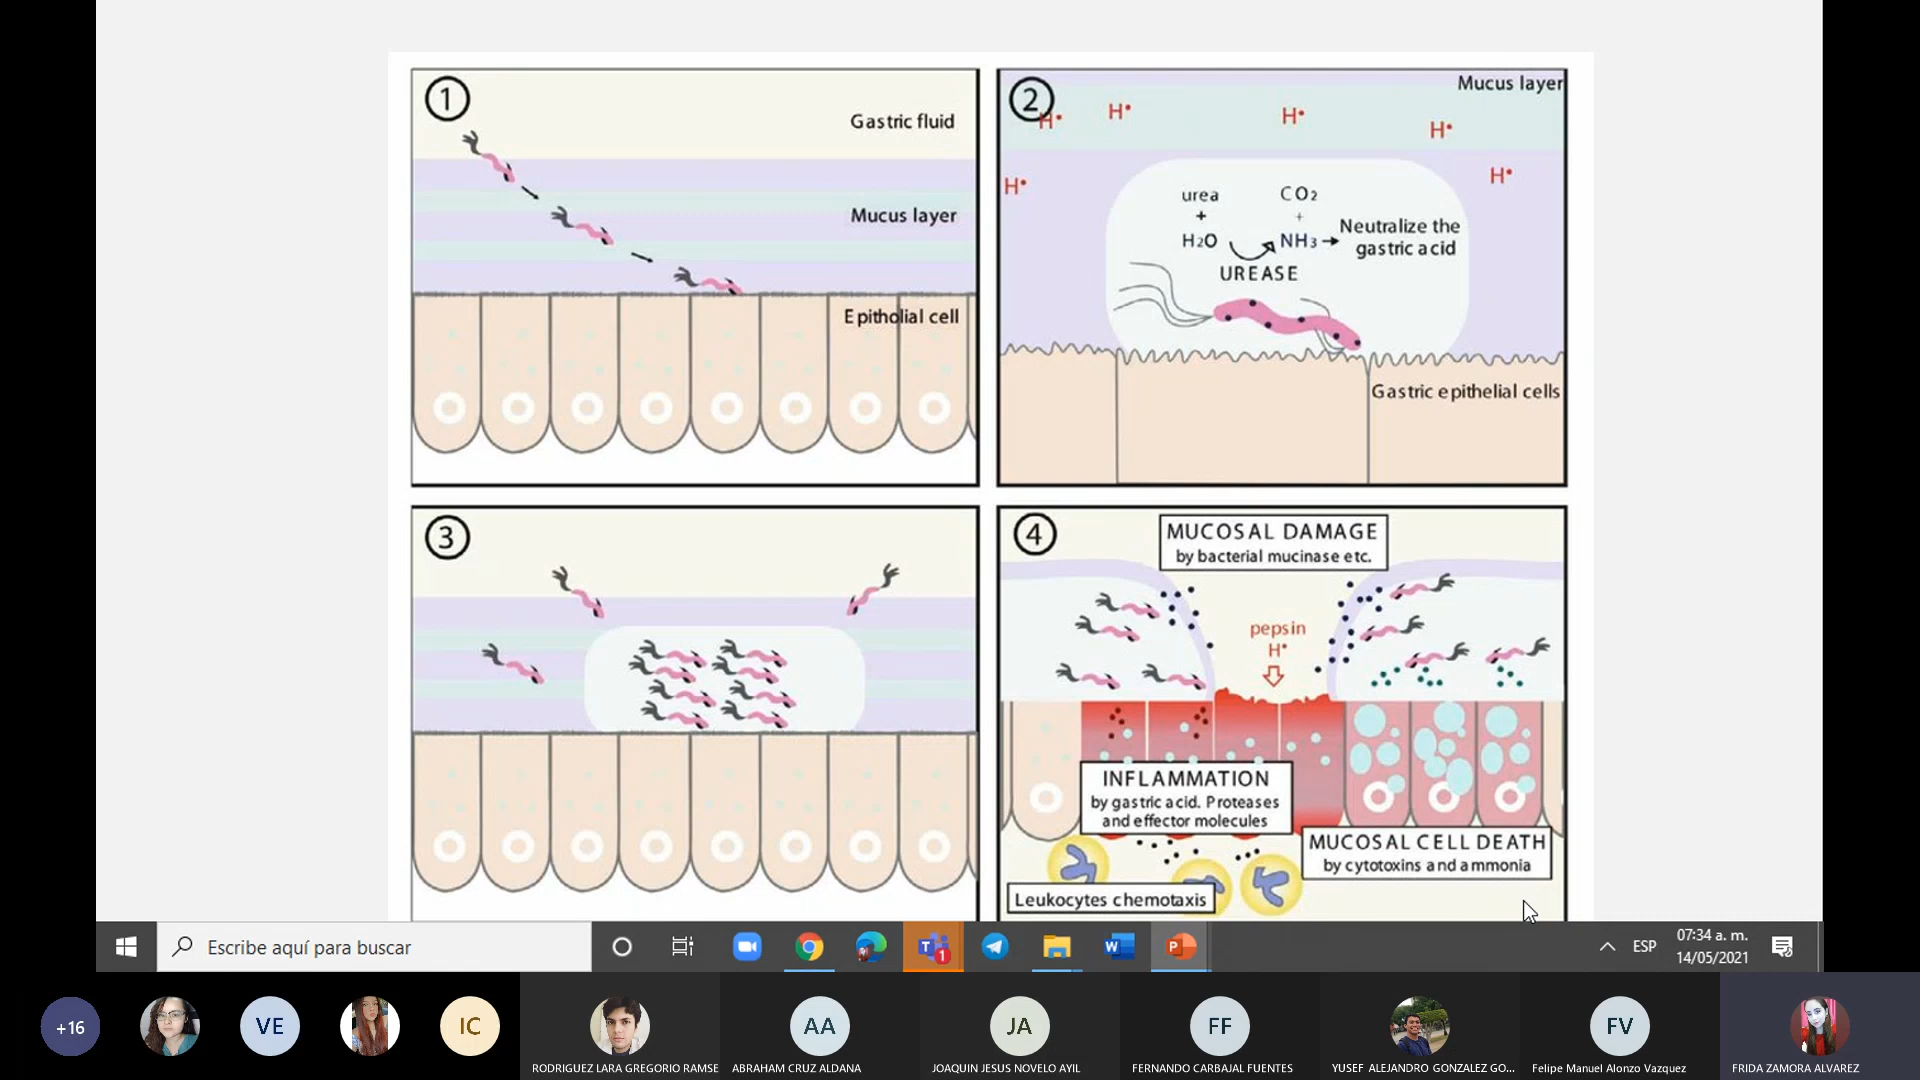 1
Gastric fluid
Mucus layer
Epitholial cell
2
Mucus layer
H•
H•
H•
H•
H•
H•
urea
+
H2O
CO2
+
NH3
Neutralize the
gastric acid
UREASE
Gastric epithelial cells
3
4
MUCOSAL DAMAGE
by bacterial mucinase etc.
pepsin
H•
INFLAMMATION
by gastric acid. Proteases
and effector molecules
MUCOSAL CELL DEATH
by cytotoxins and ammonia
Leukocytes chemotaxis
Escribe aquí para buscar
1
W
P
ESP
07:34 a. m.
14/05/2021
+16
VE
IC
AA
JA
FF
FV
RODRIGUEZ LARA GREGORIO RAMSE
ABRAHAM CRUZ ALDANA
JOAQUIN JESUS NOVELO AYIL
FERNANDO CARBAJAL FUENTES
YUSEF ALEJANDRO GONZALEZ GO...
Felipe Manuel Alonzo Vazquez
FRIDA ZAMORA ALVAREZ